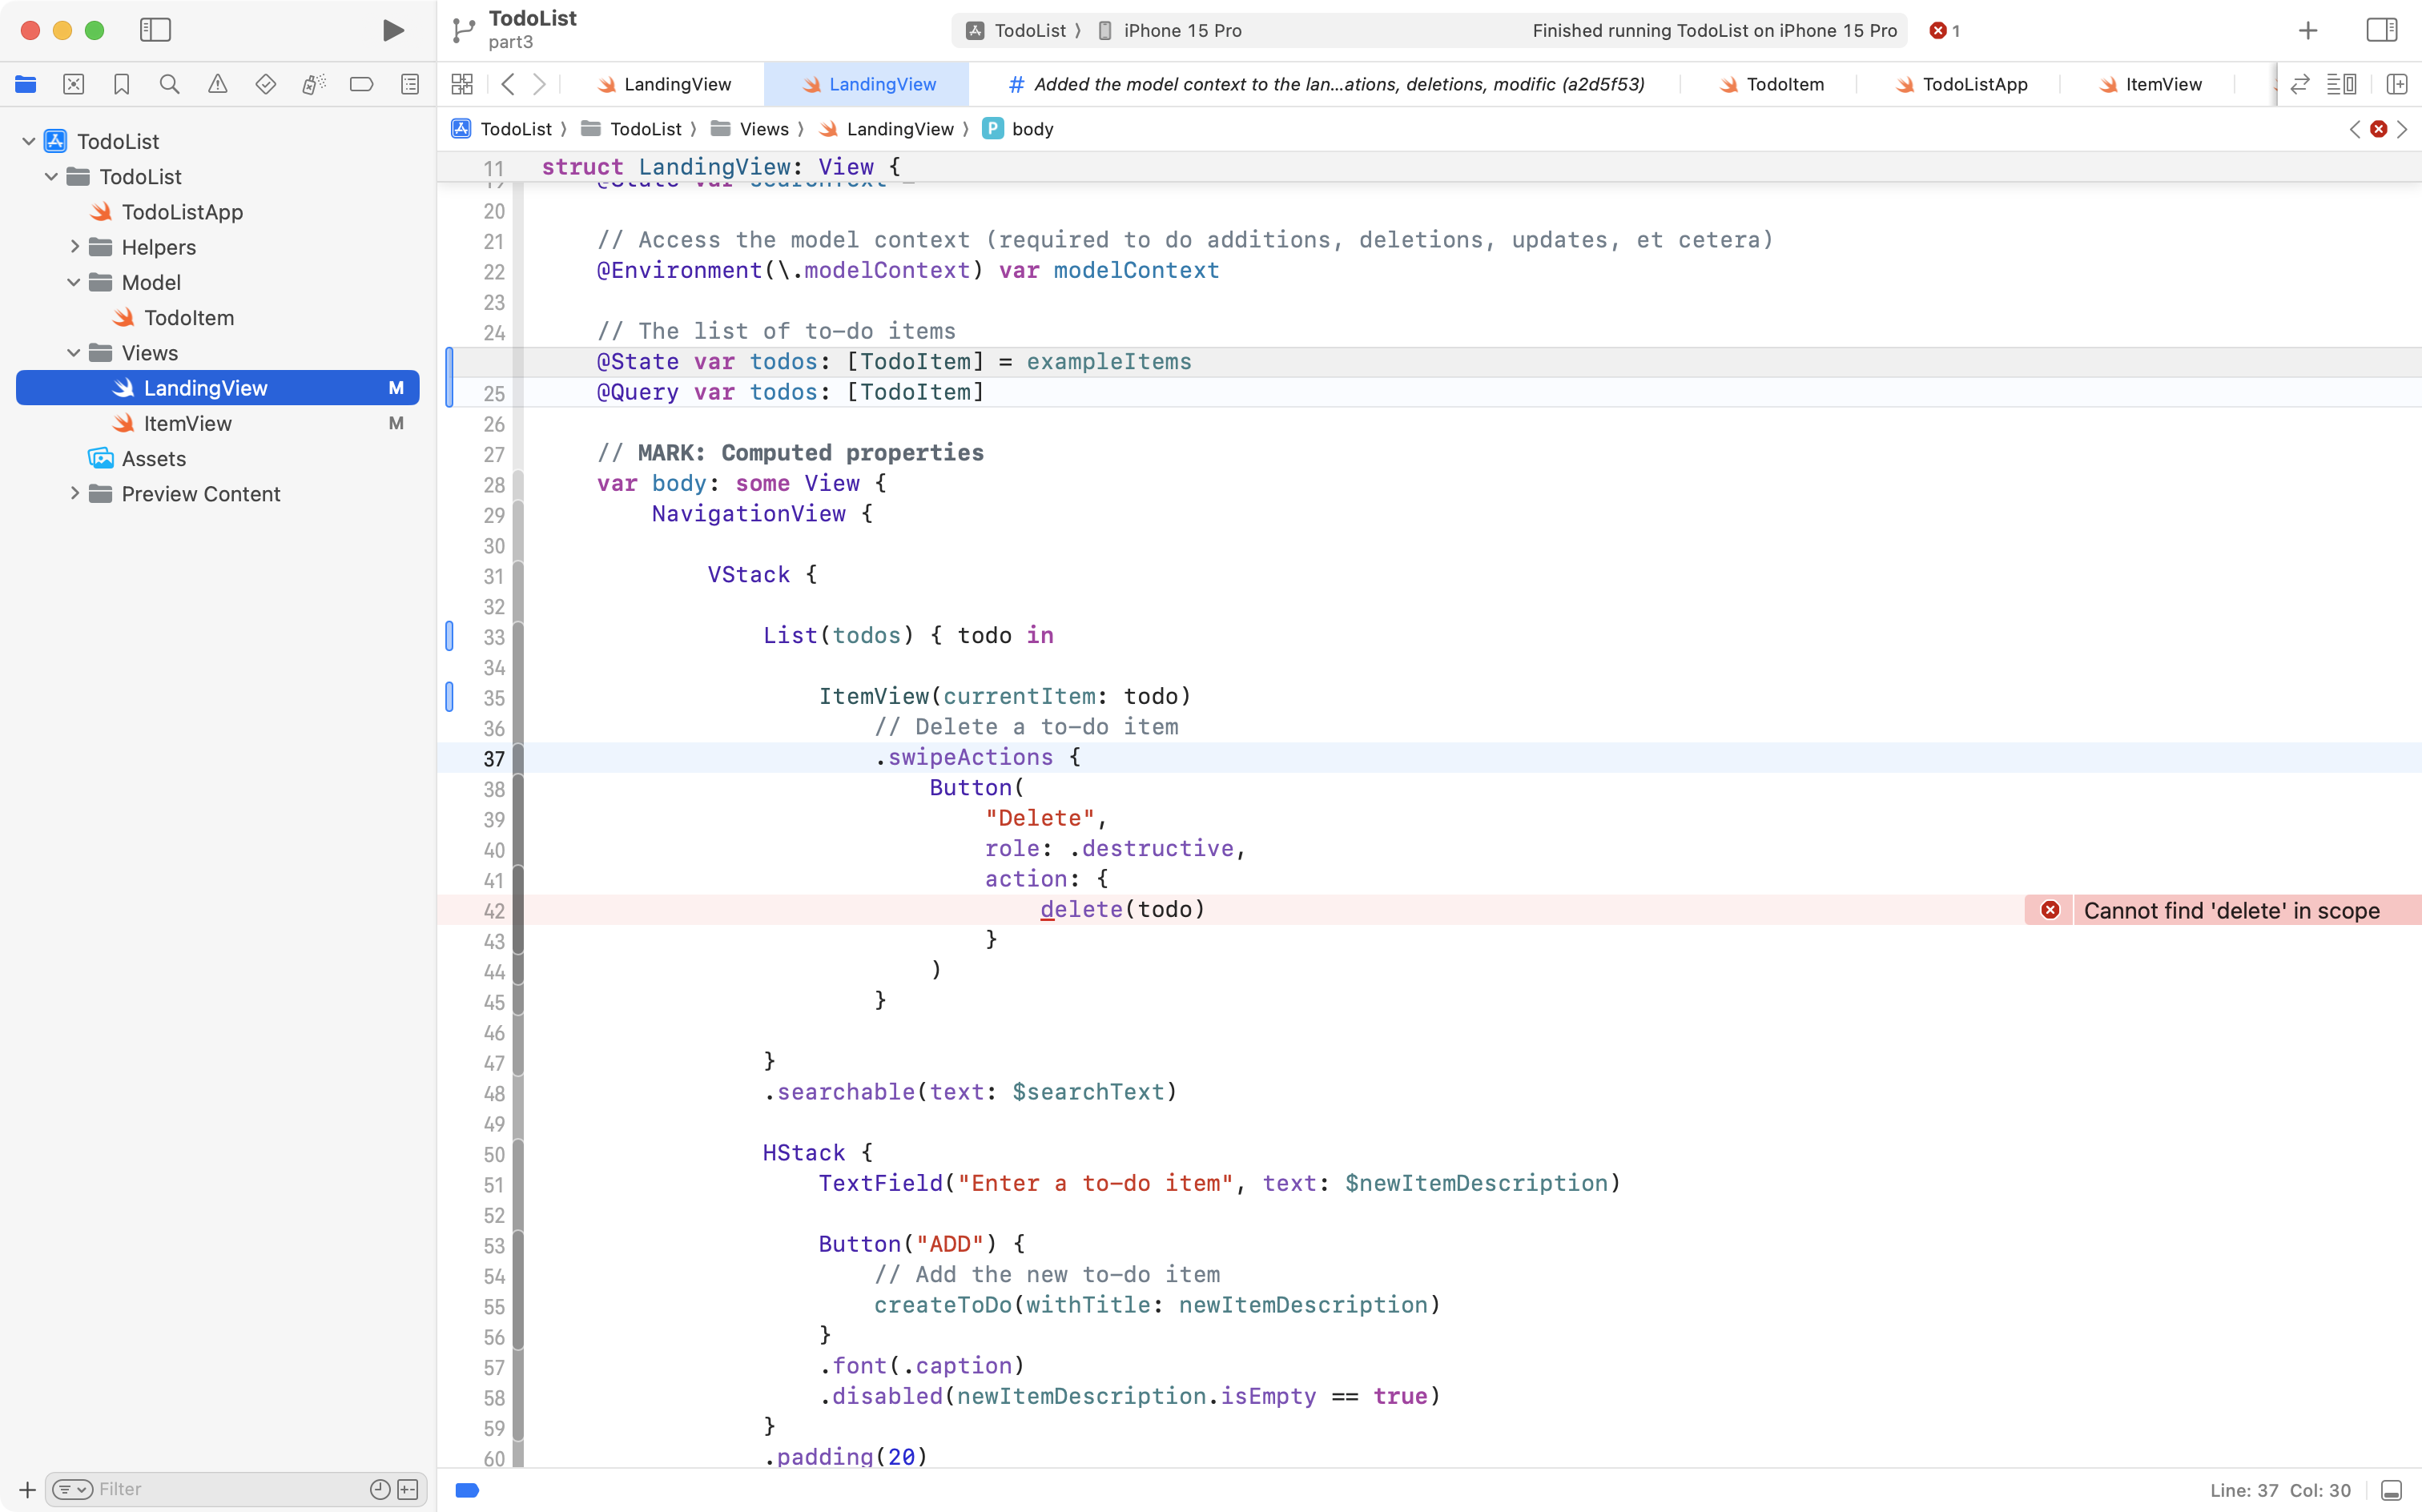 TodoList
part3
TodoList ⟩ iPhone 15 Pro
Finished running TodoList on iPhone 15 Pro
1
LandingView
LandingView
# Added the model context to the lan...ations, deletions, modific (a2d5f53)
TodoItem
TodoListApp
ItemView
TodoList ⟩ TodoList ⟩ Views ⟩ LandingView ⟩ P body
TodoList
TodoList
TodoListApp
Helpers
Model
TodoItem
Views
LandingView M
ItemView M
Assets
Preview Content
Filter
11 struct LandingView: View {
19 @State var searchText =
20
21 // Access the model context (required to do additions, deletions, updates, et cetera)
22 @Environment(\.modelContext) var modelContext
23
24 // The list of to-do items
@State var todos: [TodoItem] = exampleItems
25 @Query var todos: [TodoItem]
26
27 // MARK: Computed properties
28 var body: some View {
29 NavigationView {
30
31 VStack {
32
33 List(todos) { todo in
34
35 ItemView(currentItem: todo)
36 // Delete a to-do item
37 .swipeActions {
38 Button(
39 "Delete",
40 role: .destructive,
41 action: {
42 delete(todo)
Cannot find 'delete' in scope
43 }
44 )
45 }
46
47 }
48 .searchable(text: $searchText)
49
50 HStack {
51 TextField("Enter a to-do item", text: $newItemDescription)
52
53 Button("ADD") {
54 // Add the new to-do item
55 createToDo(withTitle: newItemDescription)
56 }
57 .font(.caption)
58 .disabled(newItemDescription.isEmpty == true)
59 }
60 .padding(20)
Line: 37 Col: 30